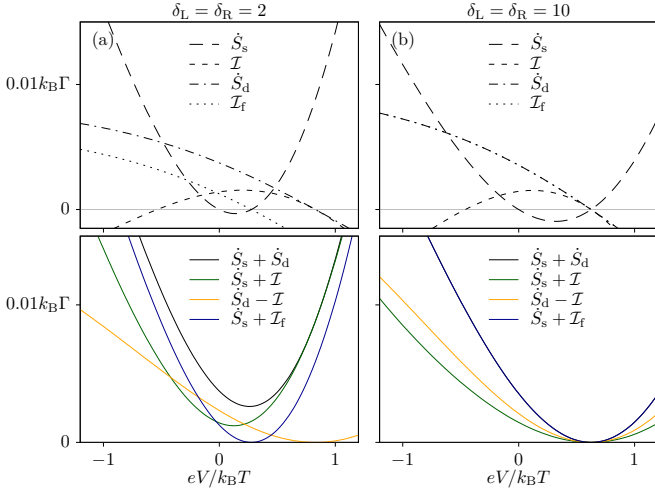 δ_L = δ_R = 2
δ_L = δ_R = 10
(a)
Ṡ_s
ℐ
Ṡ_d
ℐ_f
0.01k_BΓ
0
(b)
Ṡ_s
ℐ
Ṡ_d
ℐ_f
Ṡ_s + Ṡ_d
Ṡ_s + ℐ
Ṡ_d − ℐ
Ṡ_s + ℐ_f
0.01k_BΓ
0
−1
0
1
eV/k_BT
Ṡ_s + Ṡ_d
Ṡ_s + ℐ
Ṡ_d − ℐ
Ṡ_s + ℐ_f
−1
0
1
eV/k_BT